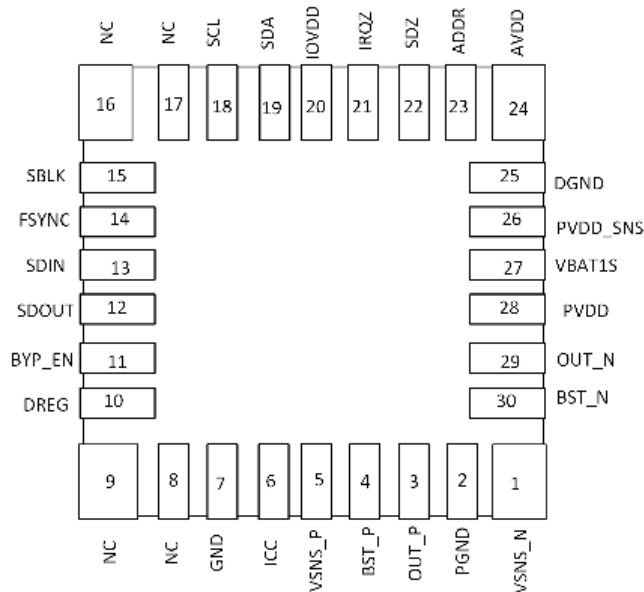 NC NC SCL SDA IOVDD IRQZ SDZ ADDR AVDD
16 17 18 19 20 21 22 23 24
SBLK 15 25 DGND
FSYNC 14 26 PVDD_SNS
SDIN 13 27 VBAT1S
SDOUT 12 28 PVDD
BYP_EN 11 29 OUT_N
DREG 10 30 BST_N
9 8 7 6 5 4 3 2 1
NC NC GND ICC VSNS_P BST_P OUT_P PGND VSNS_N